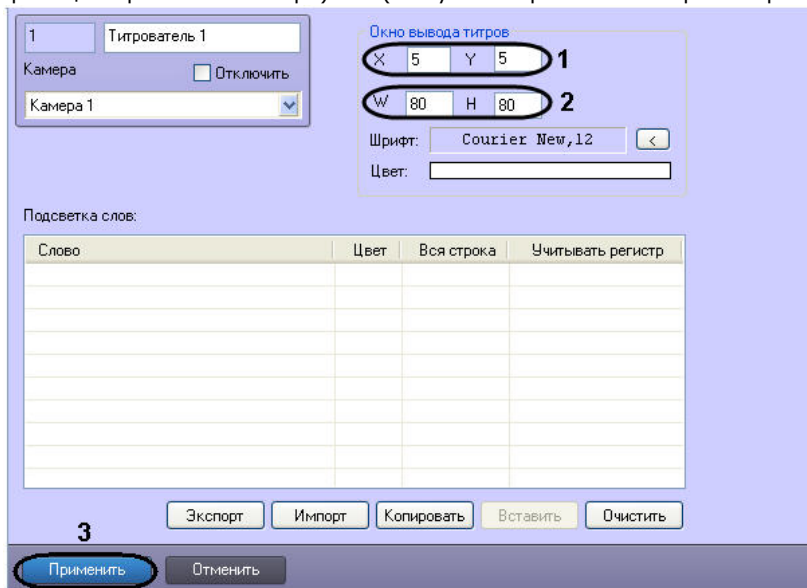 1 Титрователь 1
Камера Отключить
Камера 1
Окно вывода титров
X 5 Y 5 1
W 80 H 80 2
Шрифт: Courier New,12 <
Цвет:
Подсветка слов:
Слово Цвет Вся строка Учитывать регистр
Экспорт Импорт Копировать Вставить Очистить
3
Применить Отменить